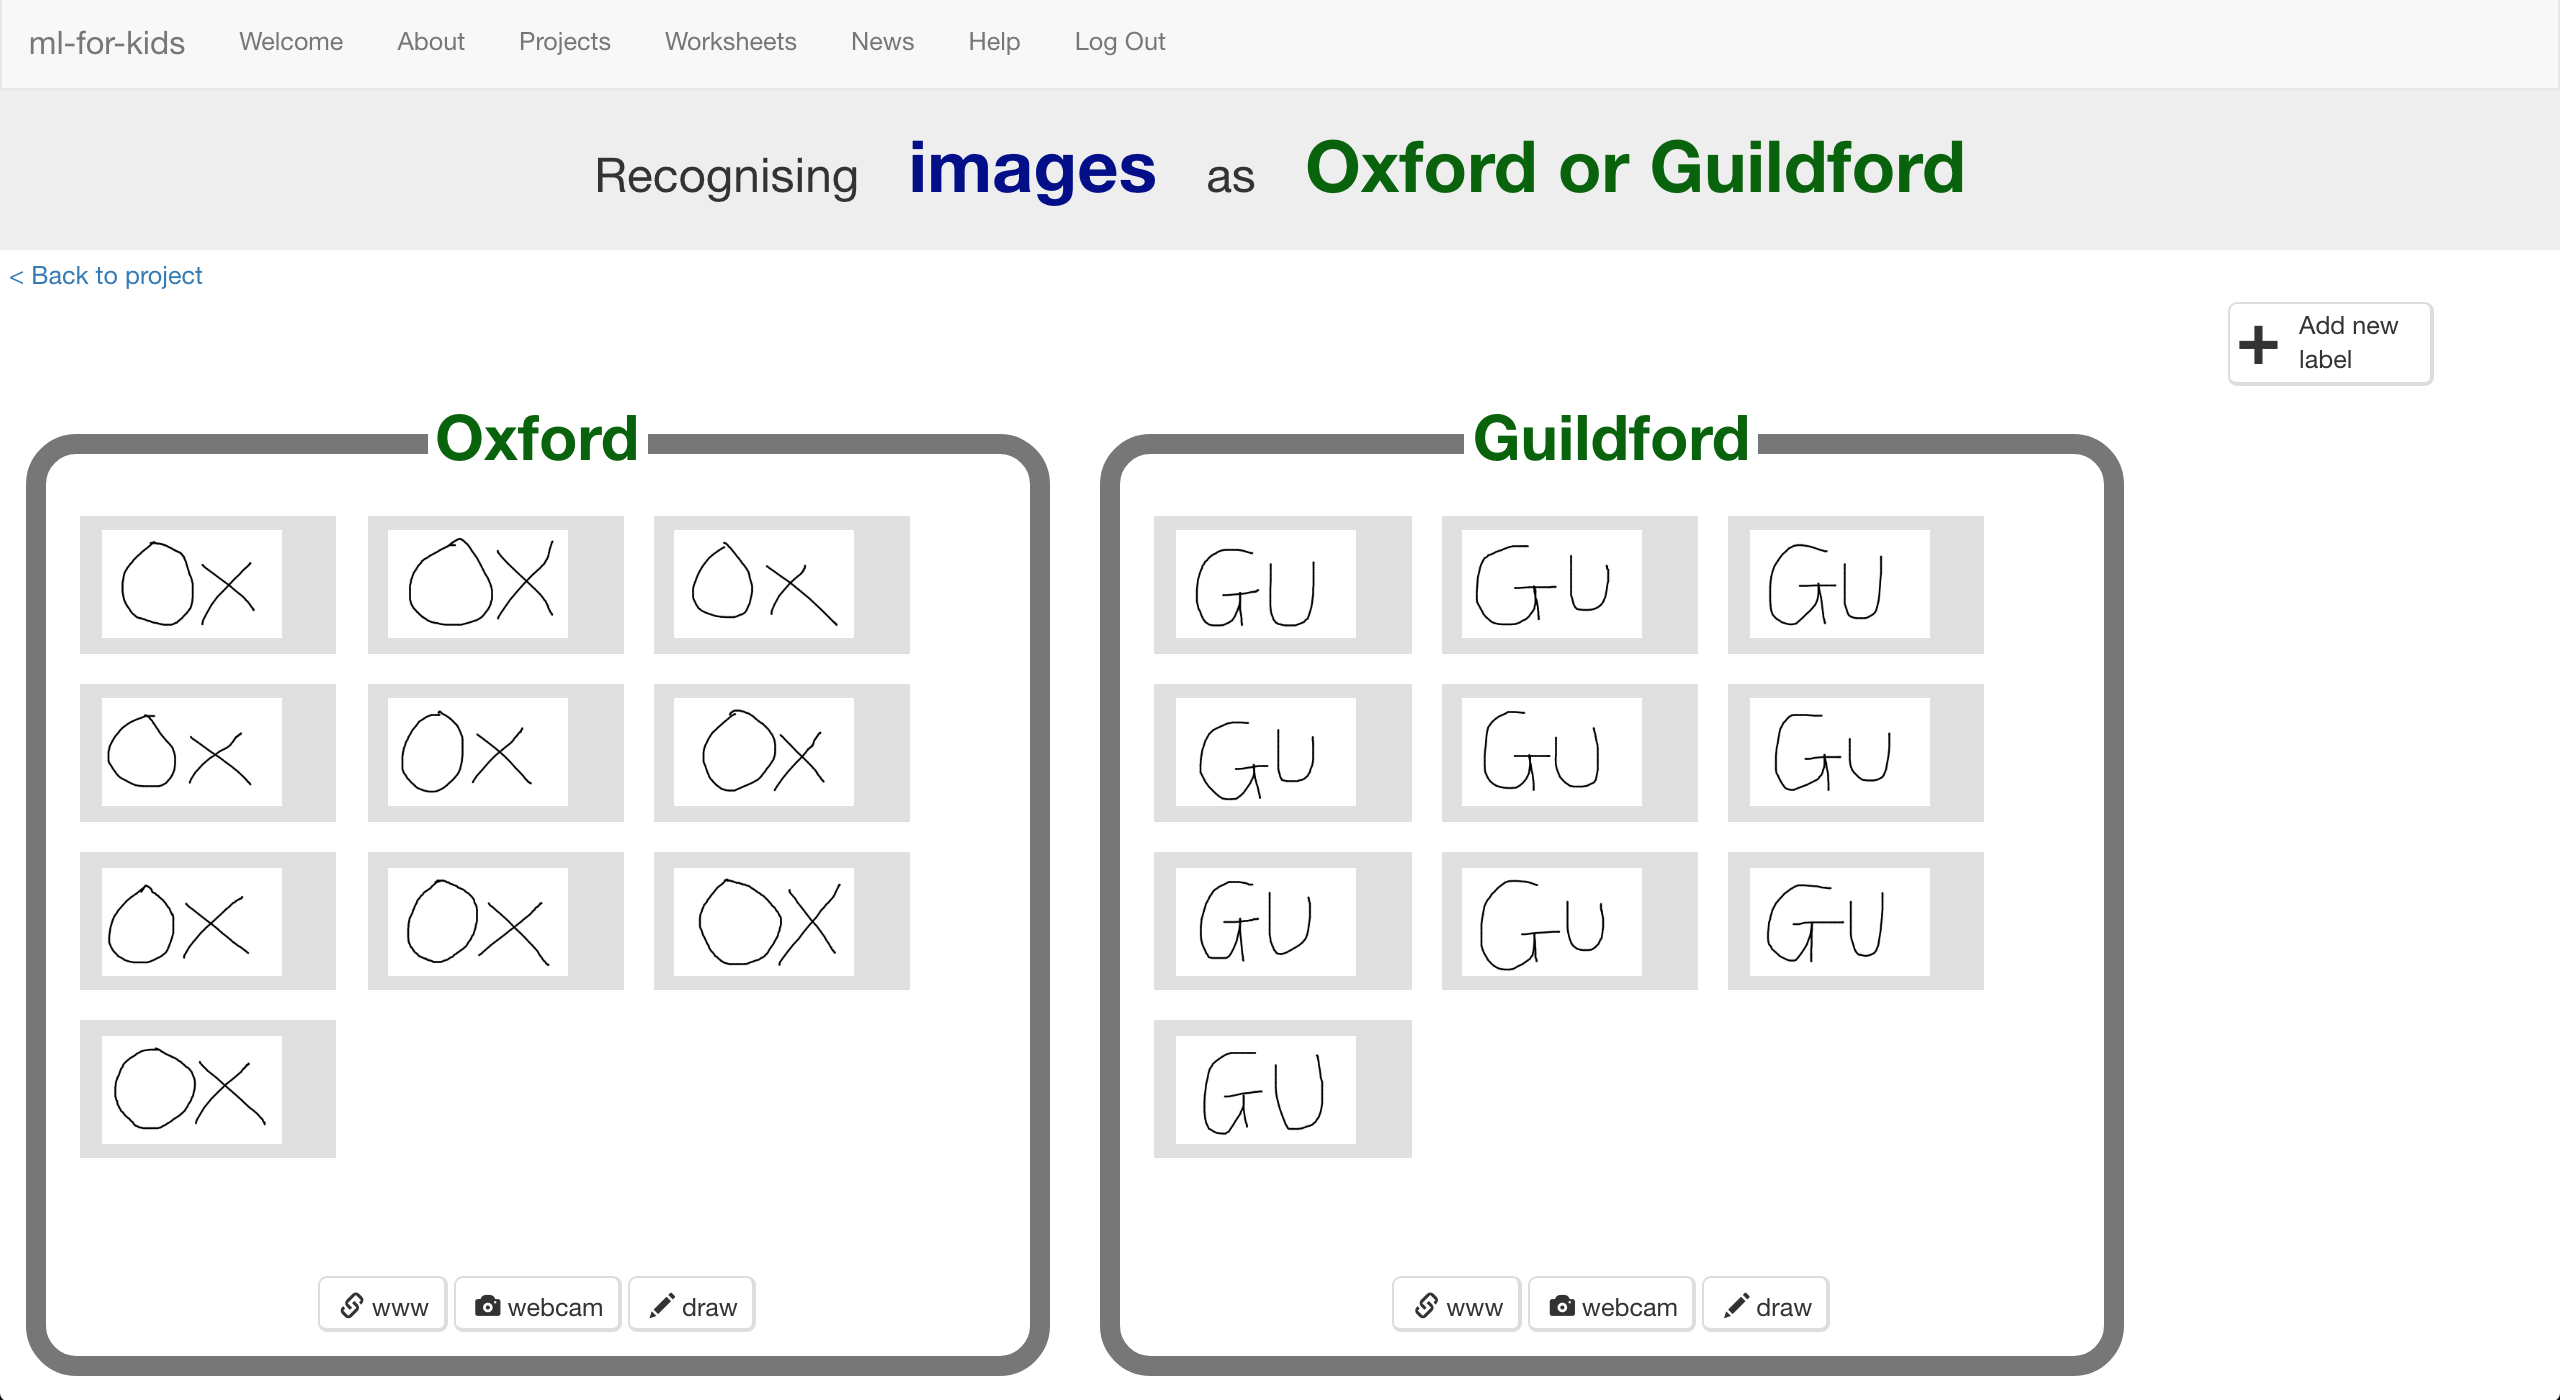 ml-for-kids Welcome About Projects Worksheets News Help Log Out
Recognising images as Oxford or Guildford
< Back to project
+ Add new
label
Oxford
OX OX OX
OX OX OX
OX OX OX
OX
www webcam draw
Guildford
GU GU GU
GU GU GU
GU GU GU
GU
www webcam draw